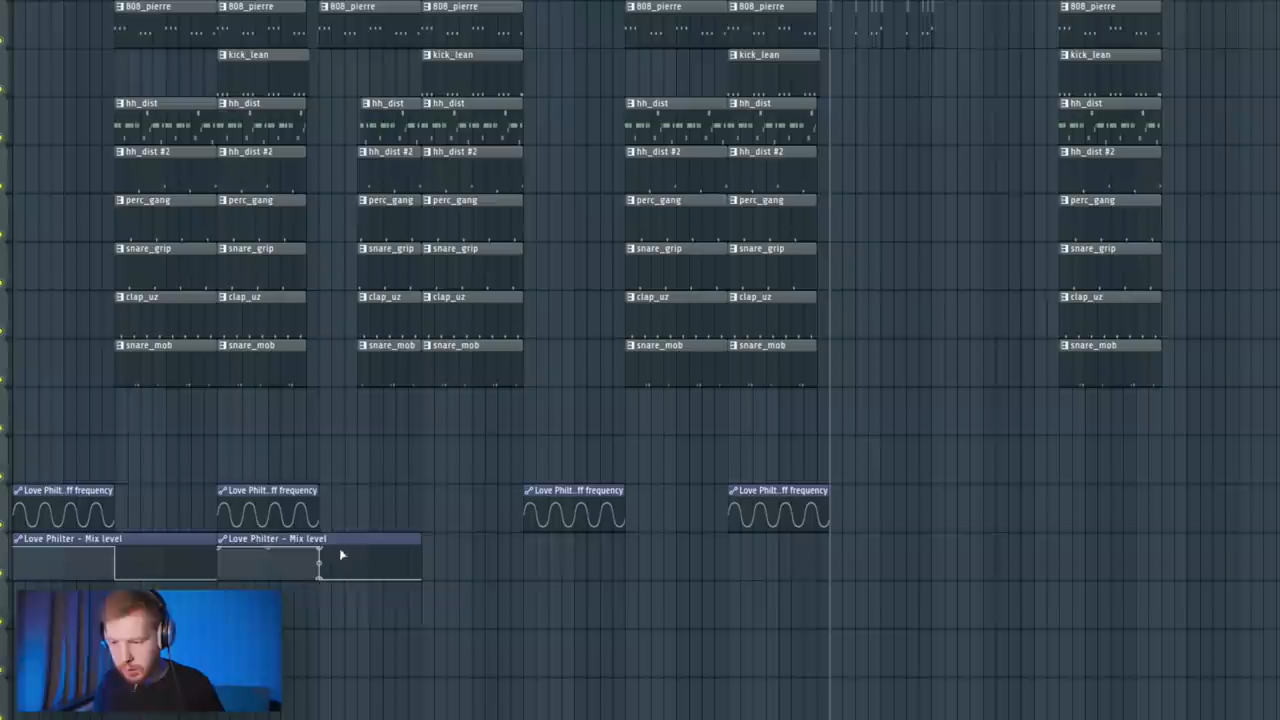 808_pierre 808_pierre 808_pierre 808_pierre 808_pierre 808_pierre 808_pierre
kick_lean kick_lean kick_lean kick_lean
hh_dist hh_dist hh_dist hh_dist hh_dist hh_dist hh_dist
hh_dist #2 hh_dist #2 hh_dist #2 hh_dist #2 hh_dist #2 hh_dist #2 hh_dist #2
perc_gang perc_gang perc_gang perc_gang perc_gang perc_gang perc_gang
snare_grip snare_grip snare_grip snare_grip snare_grip snare_grip snare_grip
clap_uz clap_uz clap_uz clap_uz clap_uz clap_uz clap_uz
snare_mob snare_mob snare_mob snare_mob snare_mob snare_mob snare_mob
Love Philt..ff frequency Love Philt..ff frequency Love Philt..ff frequency Love Philt..ff frequency
Love Philter - Mix level Love Philter - Mix level